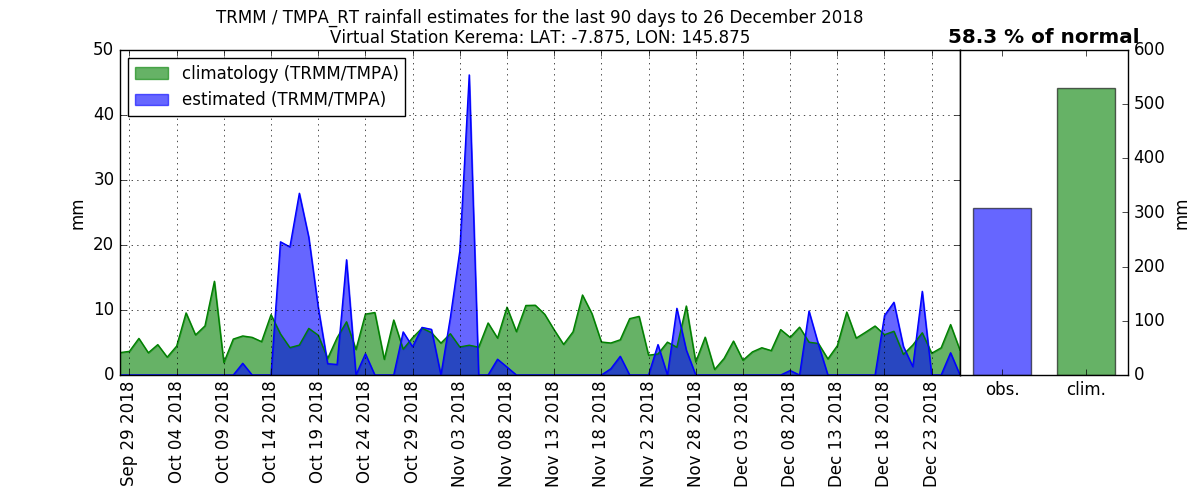 TRMM / TMPA_RT rainfall estimates for the last 90 days to 26 December 2018
Virtual Station Kerema: LAT: -7.875, LON: 145.875
58.3 % of normal
climatology (TRMM/TMPA)
estimated (TRMM/TMPA)
50
40
30
20
10
0
mm
Sep 29 2018
Oct 04 2018
Oct 09 2018
Oct 14 2018
Oct 19 2018
Oct 24 2018
Oct 29 2018
Nov 03 2018
Nov 08 2018
Nov 13 2018
Nov 18 2018
Nov 23 2018
Nov 28 2018
Dec 03 2018
Dec 08 2018
Dec 13 2018
Dec 18 2018
Dec 23 2018
obs.
clim.
600
500
400
300
200
100
0
mm